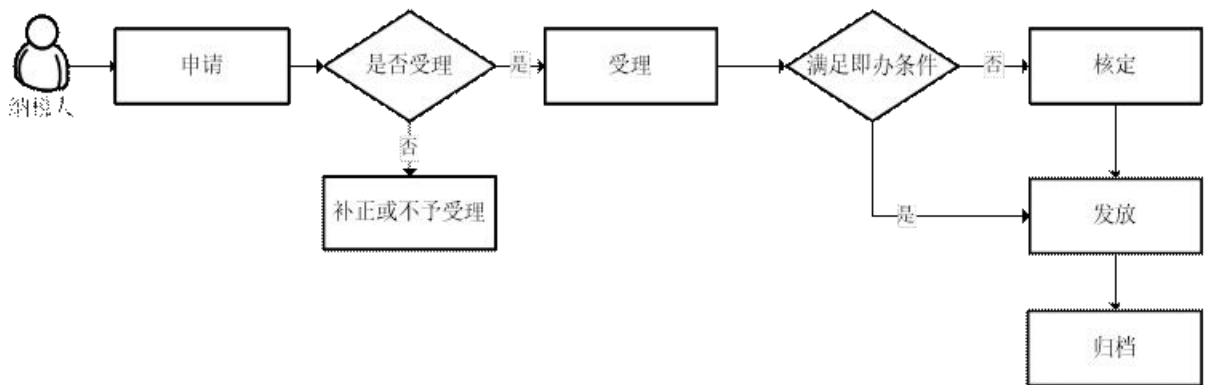 申请
是否受理
是
受理
满足即办条件
否
核定
纳税人
否
补正或不予受理
是
发放
归档